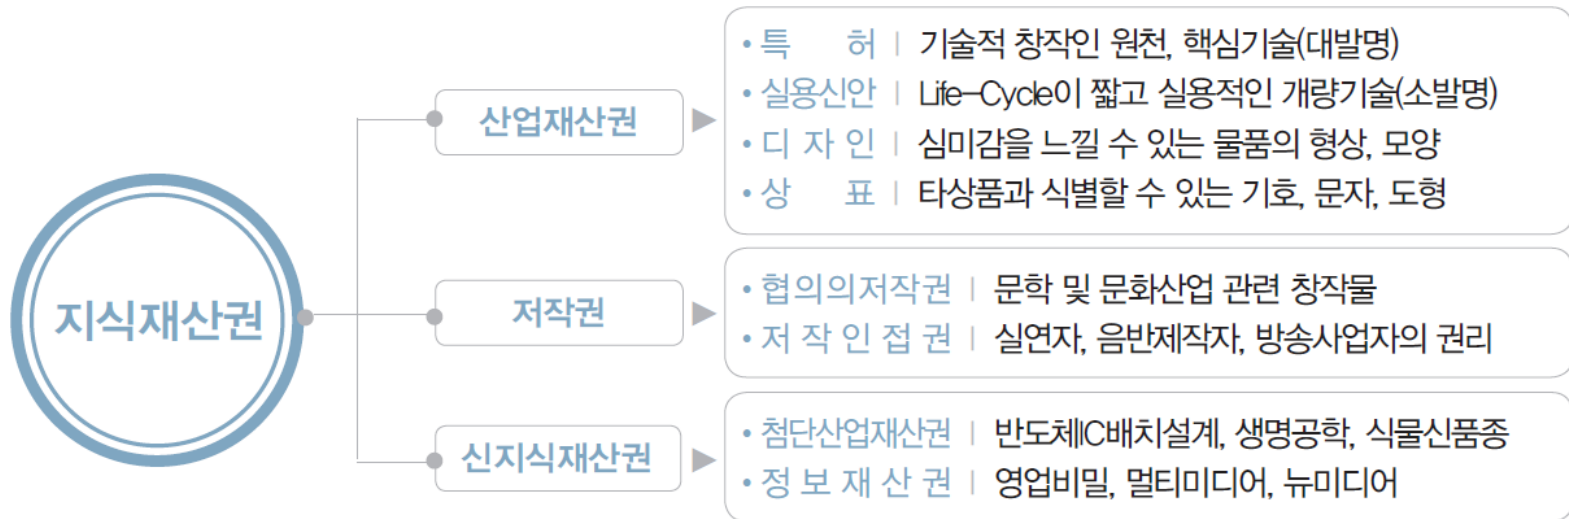 지식재산권
산업재산권
• 특 허 | 기술적 창작인 원천, 핵심기술(대발명)
• 실용신안 | Life-Cycle이 짧고 실용적인 개량기술(소발명)
• 디 자 인 | 심미감을 느낄 수 있는 물품의 형상, 모양
• 상 표 | 타상품과 식별할 수 있는 기호, 문자, 도형
저작권
• 협의의저작권 | 문학 및 문화산업 관련 창작물
• 저 작 인 접 권 | 실연자, 음반제작자, 방송사업자의 권리
신지식재산권
• 첨단산업재산권 | 반도체IC배치설계, 생명공학, 식물신품종
• 정 보 재 산 권 | 영업비밀, 멀티미디어, 뉴미디어